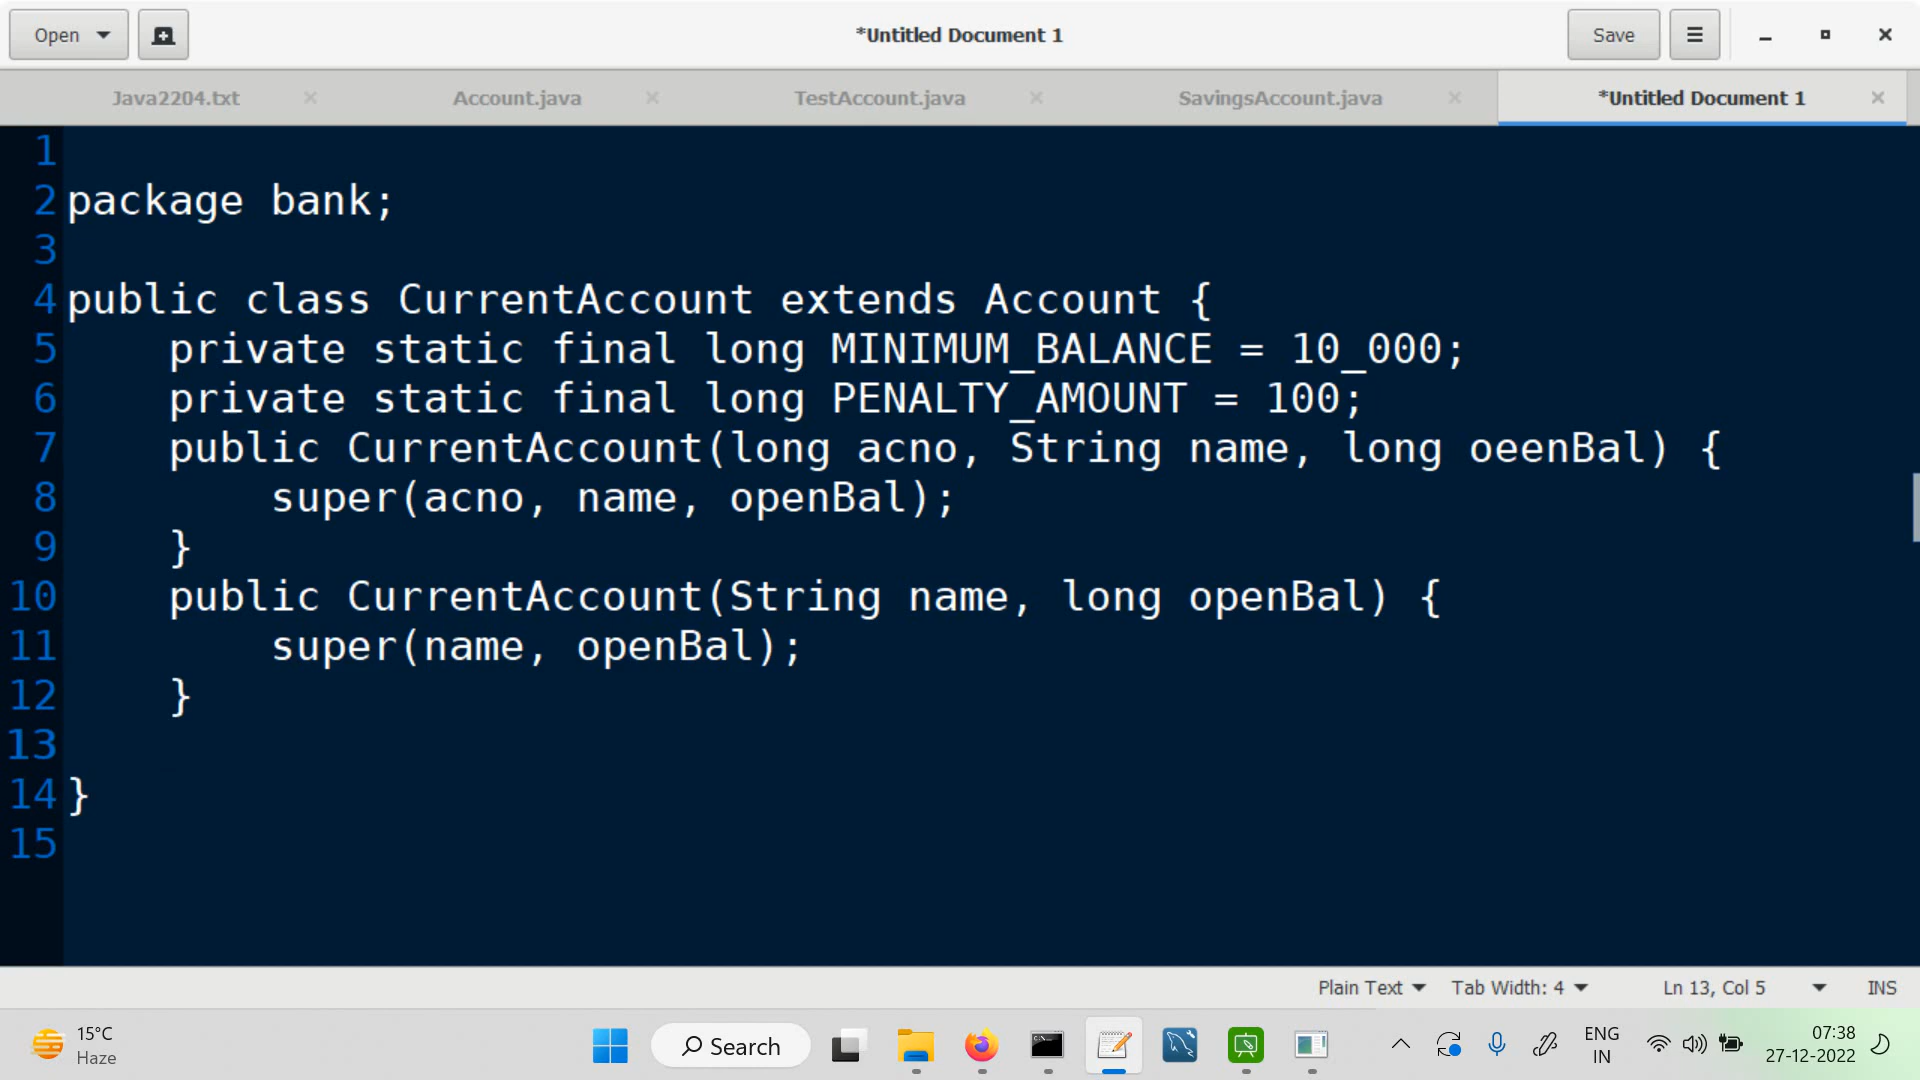 Open
*Untitled Document 1
Save
Java2204.txt
Account.java
TestAccount.java
SavingsAccount.java
*Untitled Document 1
1
2 package bank;
3
4 public class CurrentAccount extends Account {
5     private static final long MINIMUM_BALANCE = 10_000;
6     private static final long PENALTY_AMOUNT = 100;
7     public CurrentAccount(long acno, String name, long oeenBal) {
8         super(acno, name, openBal);
9     }
10     public CurrentAccount(String name, long openBal) {
11         super(name, openBal);
12     }
13
14 }
15
Plain Text
Tab Width: 4
Ln 13, Col 5
INS
15°C
Haze
Search
ENG
IN
07:38
27-12-2022